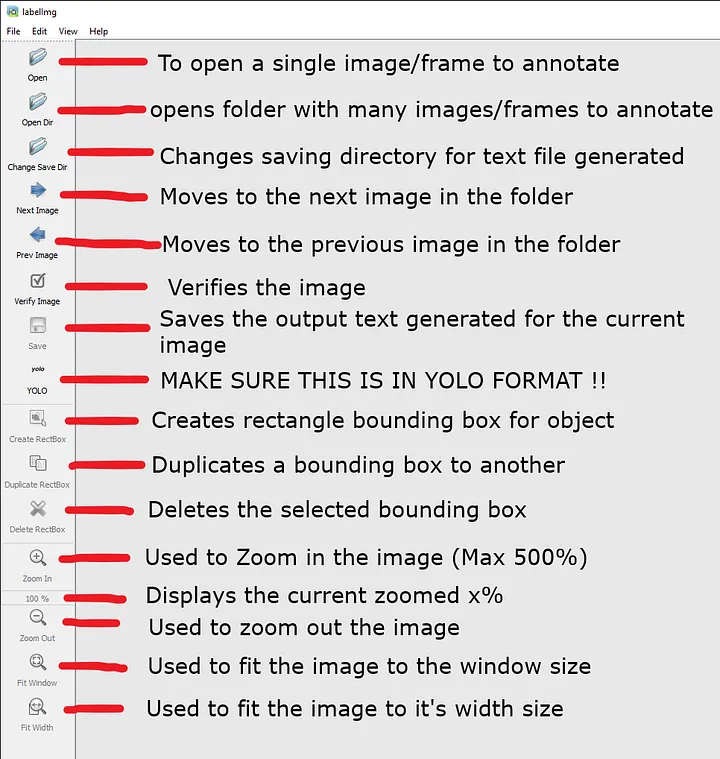 labelImg
File Edit View Help
Open
To open a single image/frame to annotate
Open Dir
opens folder with many images/frames to annotate
Change Save Dir
Changes saving directory for text file generated
Next Image
Moves to the next image in the folder
Prev Image
Moves to the previous image in the folder
Verify Image
Verifies the image
Save
Saves the output text generated for the current
image
yolo
YOLO
MAKE SURE THIS IS IN YOLO FORMAT !!
Create RectBox
Creates rectangle bounding box for object
Duplicate RectBox
Duplicates a bounding box to another
Delete RectBox
Deletes the selected bounding box
Zoom In
Used to Zoom in the image (Max 500%)
100 %
Displays the current zoomed x%
Zoom Out
Used to zoom out the image
Fit Window
Used to fit the image to the window size
Fit Width
Used to fit the image to it's width size